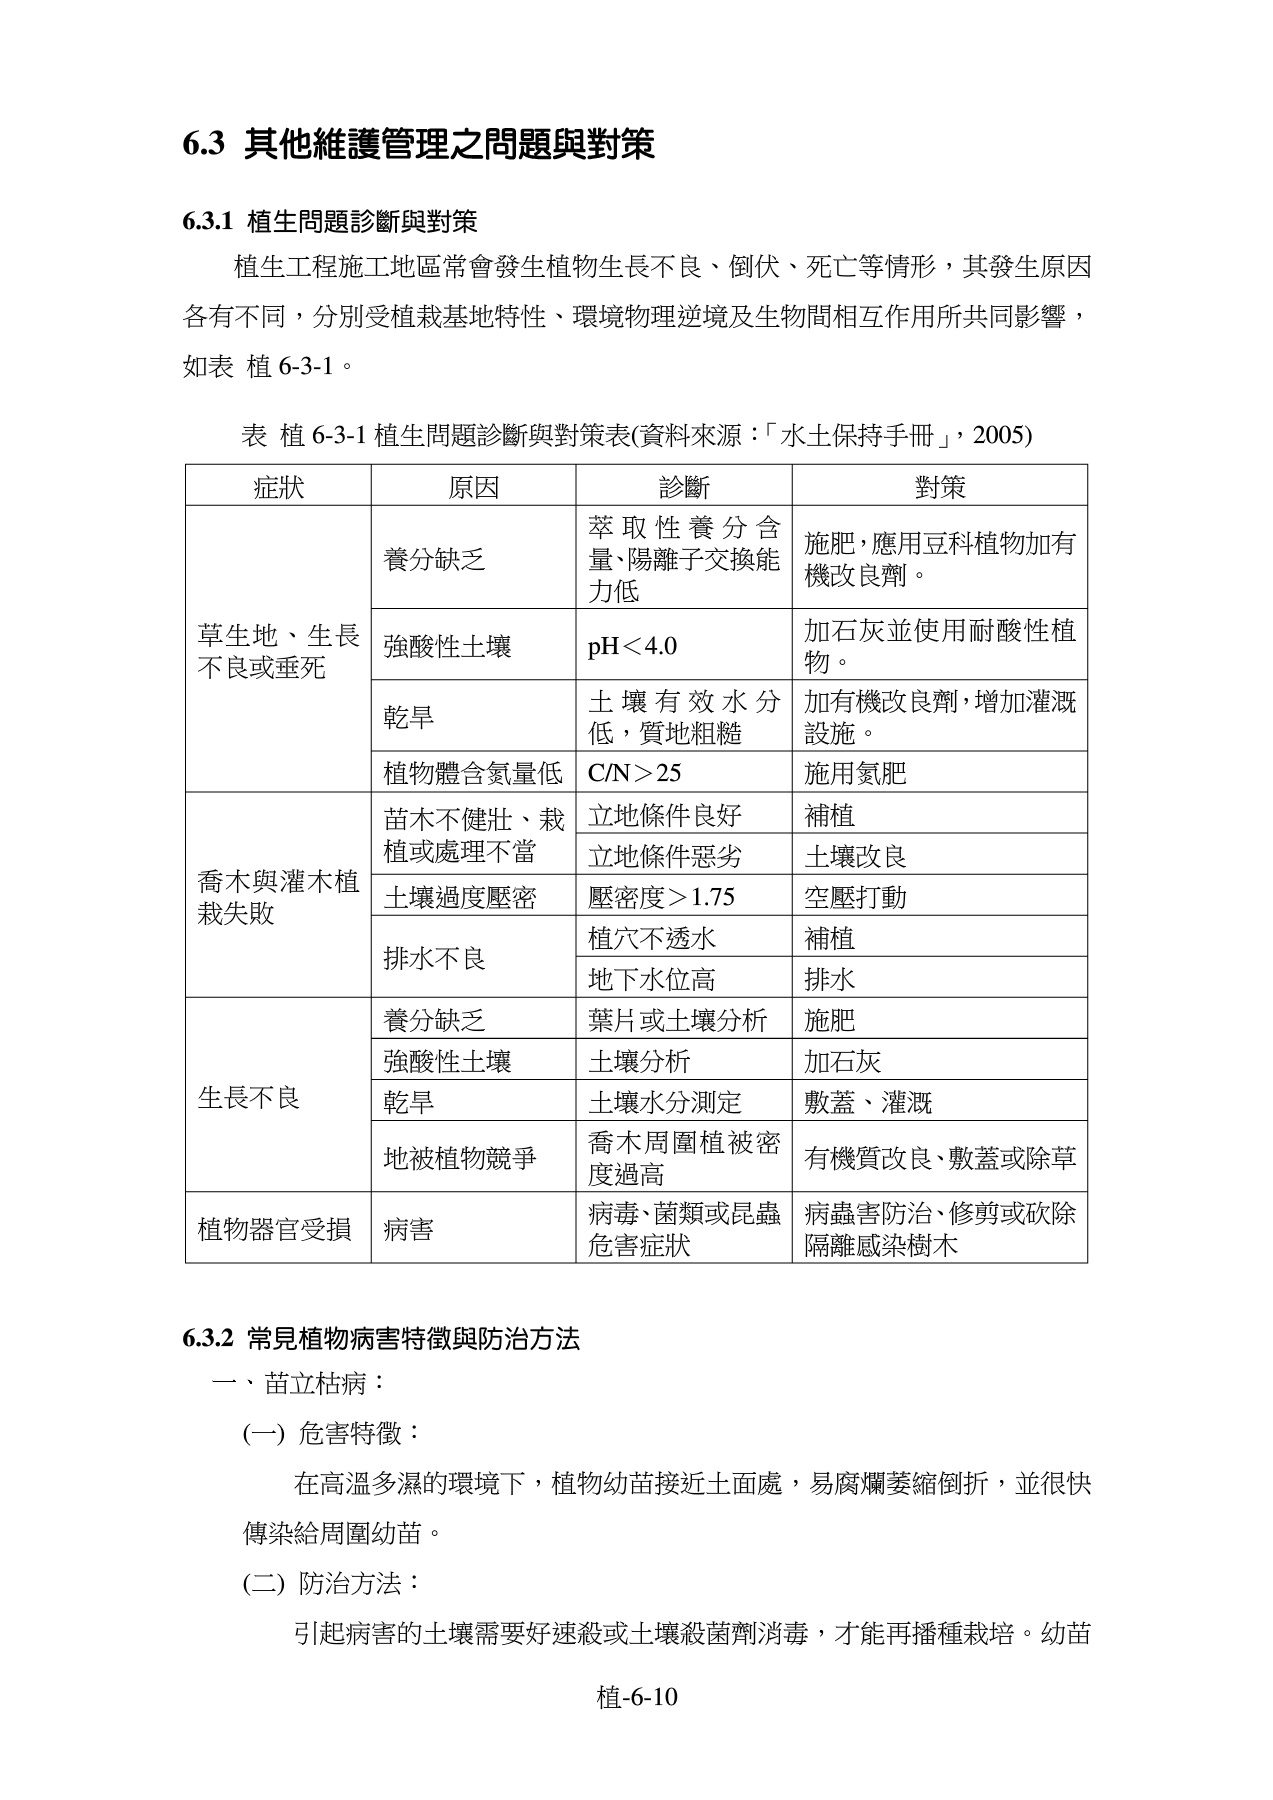 6.3 其他維護管理之問題與對策
6.3.1 植生問題診斷與對策
植生工程施工地區常會發生植物生長不良、倒伏、死亡等情形，其發生原因
各有不同，分別受植栽基地特性、環境物理逆境及生物間相互作用所共同影響，
如表 植 6-3-1。
表 植 6-3-1 植生問題診斷與對策表(資料來源：「水土保持手冊」，2005)
症狀 原因 診斷 對策
草生地、生長
不良或垂死
養分缺乏
萃取性養分含
量、陽離子交換能
力低
施肥，應用豆科植物加有
機改良劑。
強酸性土壤
pH＜4.0
加石灰並使用耐酸性植
物。
乾旱
土壤有效水分
低，質地粗糙
加有機改良劑，增加灌溉
設施。
植物體含氮量低 C/N＞25 施用氮肥
喬木與灌木植
栽失敗
苗木不健壯、栽
植或處理不當
立地條件良好 補植
立地條件惡劣 土壤改良
土壤過度壓密 壓密度＞1.75 空壓打動
排水不良
植穴不透水 補植
地下水位高 排水
生長不良
養分缺乏 葉片或土壤分析 施肥
強酸性土壤 土壤分析 加石灰
乾旱 土壤水分測定 敷蓋、灌溉
地被植物競爭
喬木周圍植被密
度過高
有機質改良、敷蓋或除草
植物器官受損 病害
病毒、菌類或昆蟲
危害症狀
病蟲害防治、修剪或砍除
隔離感染樹木
6.3.2 常見植物病害特徵與防治方法
一、苗立枯病：
(一) 危害特徵：
在高溫多濕的環境下，植物幼苗接近土面處，易腐爛萎縮倒折，並很快
傳染給周圍幼苗。
(二) 防治方法：
引起病害的土壤需要好速殺或土壤殺菌劑消毒，才能再播種栽培。幼苗
植-6-10